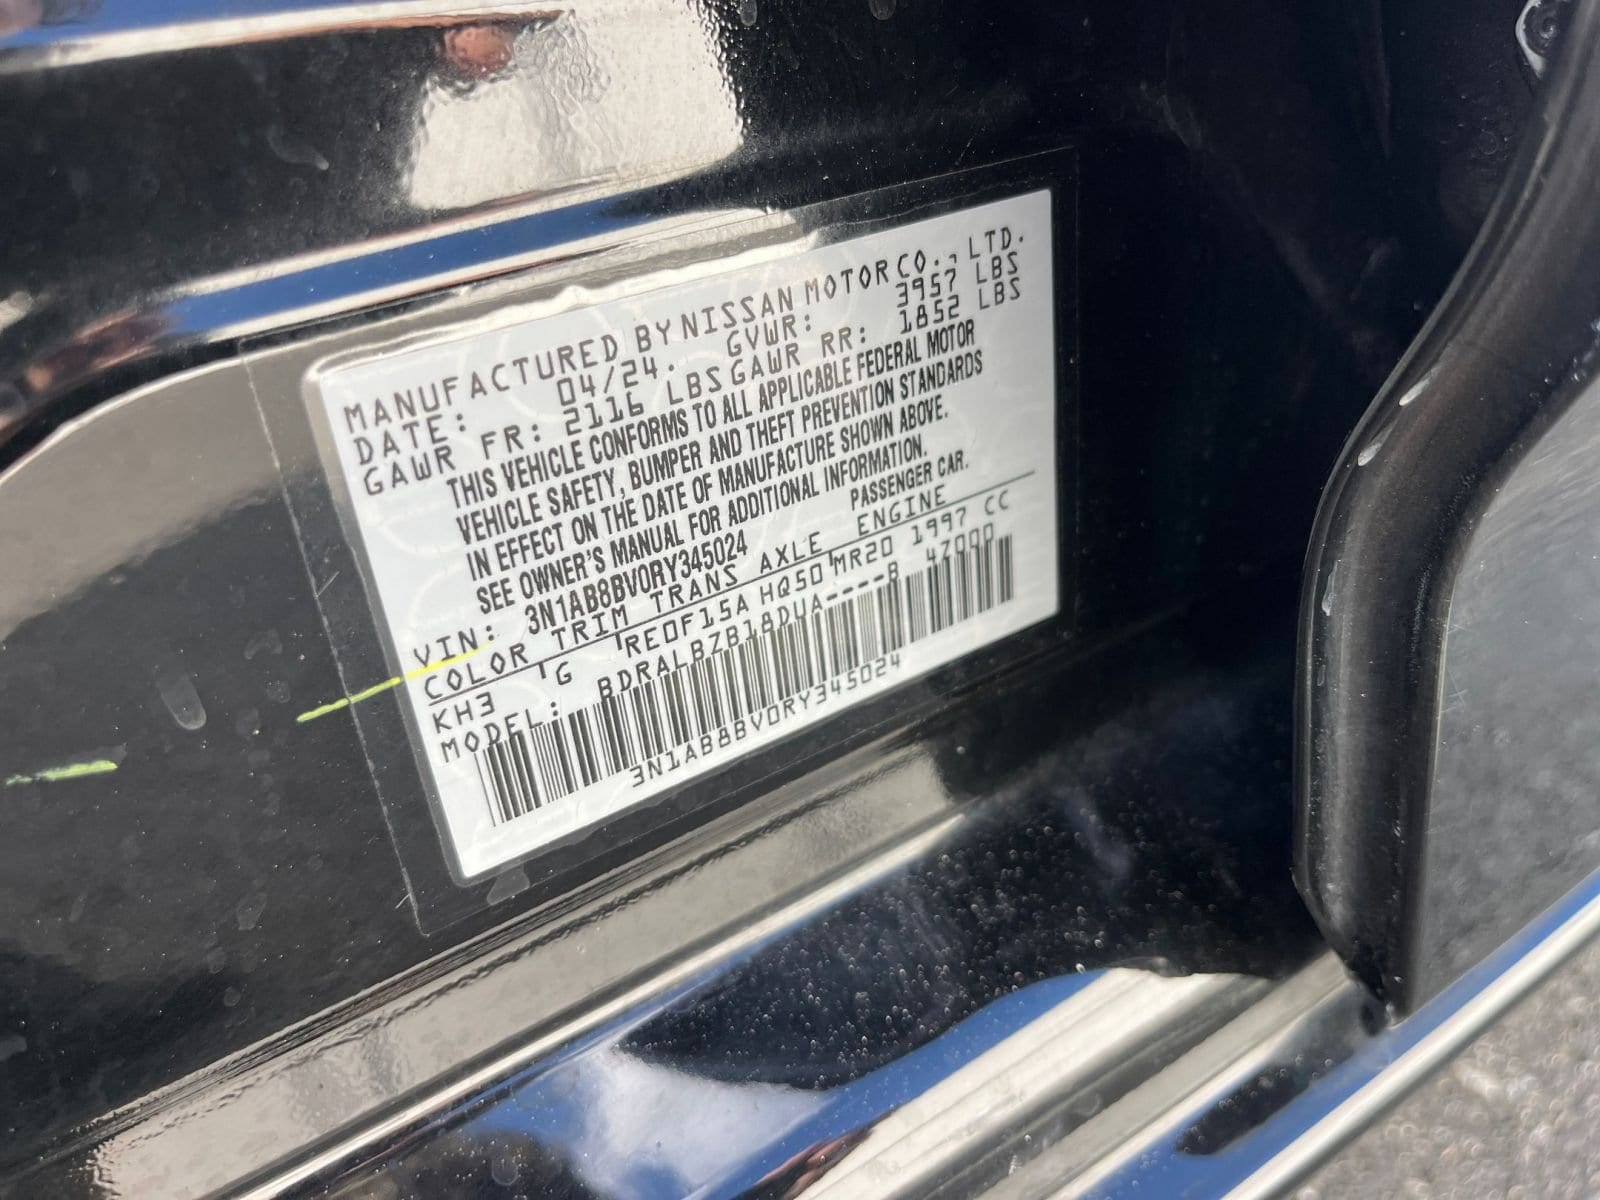 MANUFACTURED BY NISSAN MOTOR CO., LTD.
DATE: 04/24. GVWR: 3957 LBS
GAWR FR: 2116 LBS GAWR RR: 1852 LBS
THIS VEHICLE CONFORMS TO ALL APPLICABLE FEDERAL MOTOR
VEHICLE SAFETY, BUMPER AND THEFT PREVENTION STANDARDS
IN EFFECT ON THE DATE OF MANUFACTURE SHOWN ABOVE.
SEE OWNER'S MANUAL FOR ADDITIONAL INFORMATION.
VIN: 3N1AB8BV0RY345024 PASSENGER CAR.
COLOR TRIM TRANS AXLE ENGINE
KH3 G RE0F15A HQ50 MR20 1997 CC
MODEL: BDRALBZB18DUA----B 47000
3N1AB8BV0RY345024